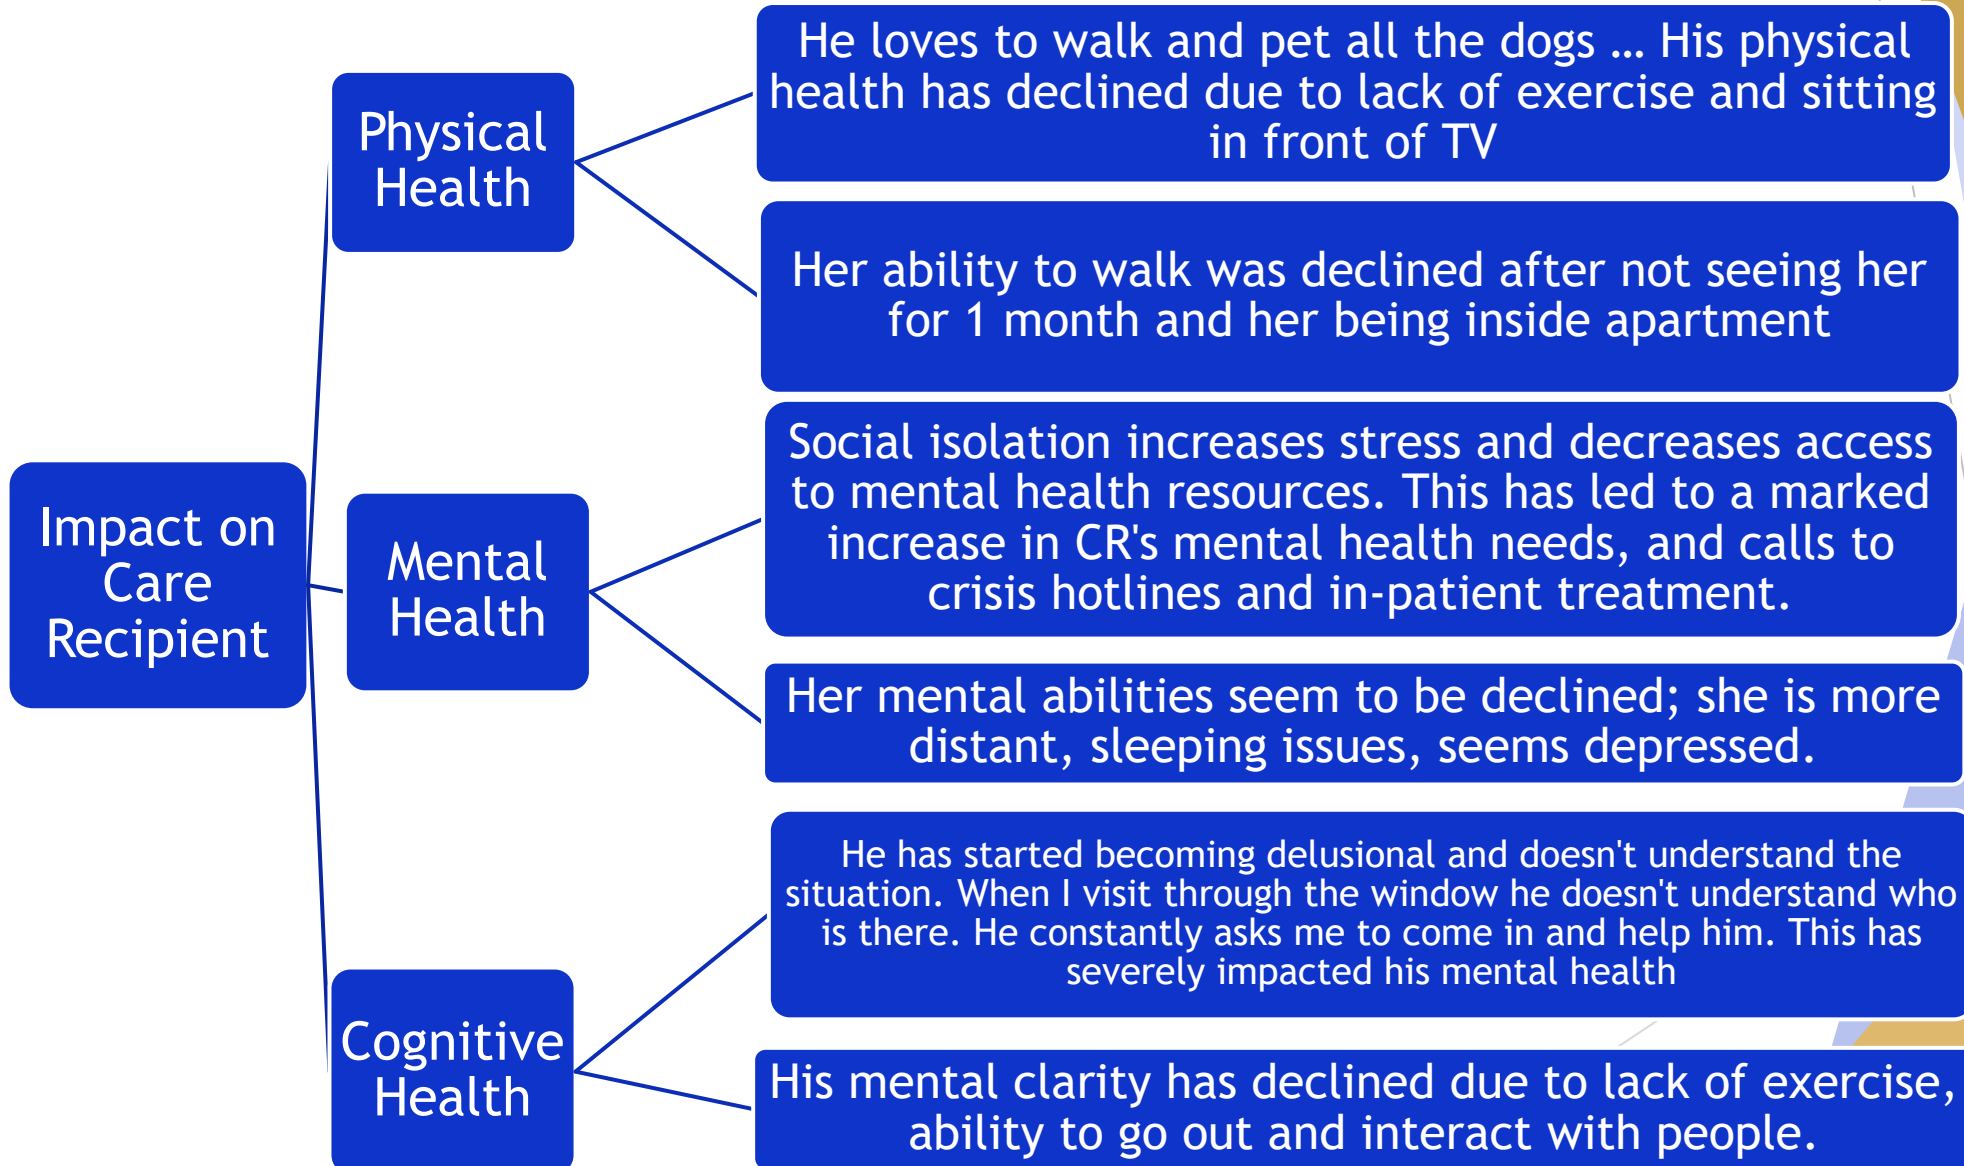 Impact on
Care
Recipient
Physical
Health
He loves to walk and pet all the dogs … His physical
health has declined due to lack of exercise and sitting
in front of TV
Her ability to walk was declined after not seeing her
for 1 month and her being inside apartment
Mental
Health
Social isolation increases stress and decreases access
to mental health resources. This has led to a marked
increase in CR's mental health needs, and calls to
crisis hotlines and in-patient treatment.
Her mental abilities seem to be declined; she is more
distant, sleeping issues, seems depressed.
Cognitive
Health
He has started becoming delusional and doesn't understand the
situation. When I visit through the window he doesn't understand who
is there. He constantly asks me to come in and help him. This has
severely impacted his mental health
His mental clarity has declined due to lack of exercise,
ability to go out and interact with people.